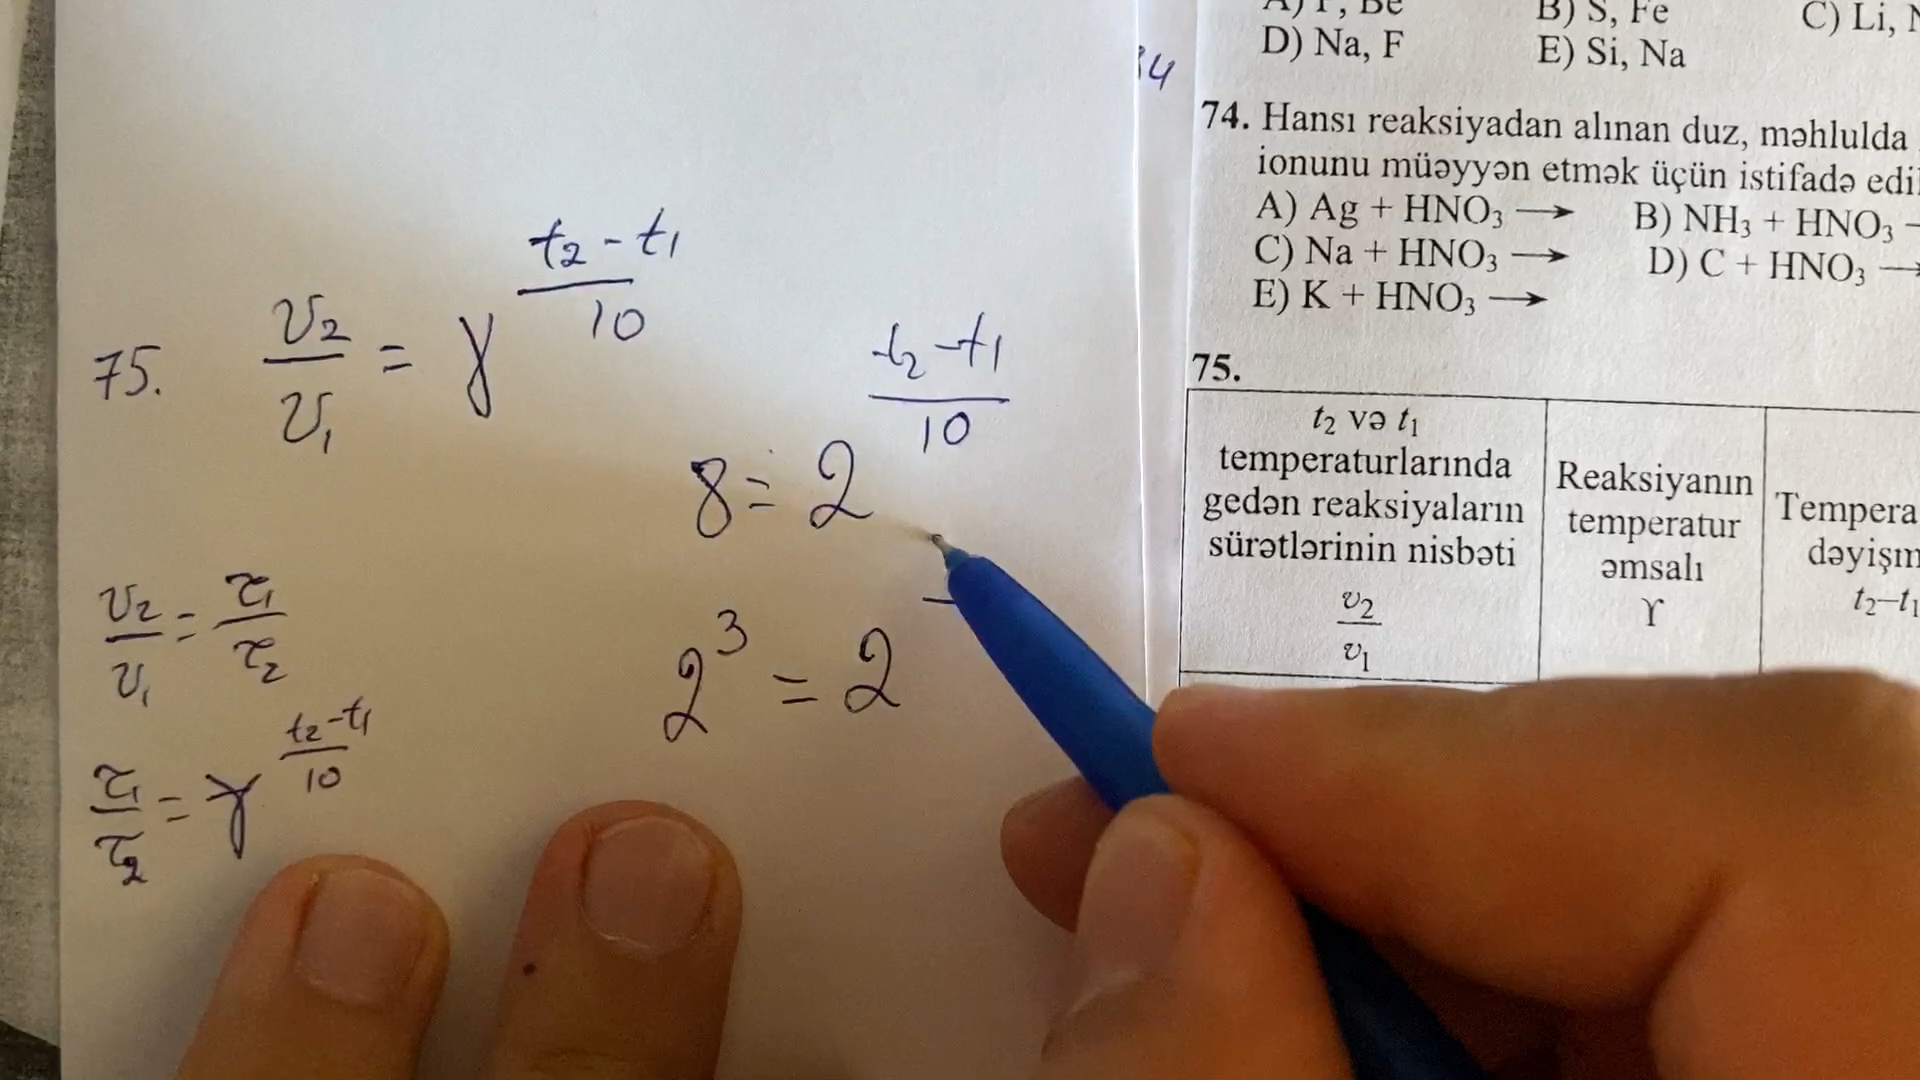 75. v2/v1 = γ^((t2-t1)/10)
8 = 2^((t2-t1)/10)
2^3 = 2
v2/v1 = τ1/τ2
τ1/τ2 = γ^((t2-t1)/10)
B) S, Fe
C) Li,
D) Na, F
E) Si, Na
74. Hansı reaksiyadan alınan duz, məhlulda
ionunu müəyyən etmək üçün istifadə
A) Ag + HNO₃ → B) NH₃ + HNO₃
C) Na + HNO₃ → D) C + HNO₃ →
E) K + HNO₃ →
75.
t₂ və t₁
temperaturlarında
gedən reaksiyaların
sürətlərinin nisbəti
v₂/v₁
Reaksiyanın
temperatur
əmsalı
ϒ
Tempera
dəyişm
t₂–t₁